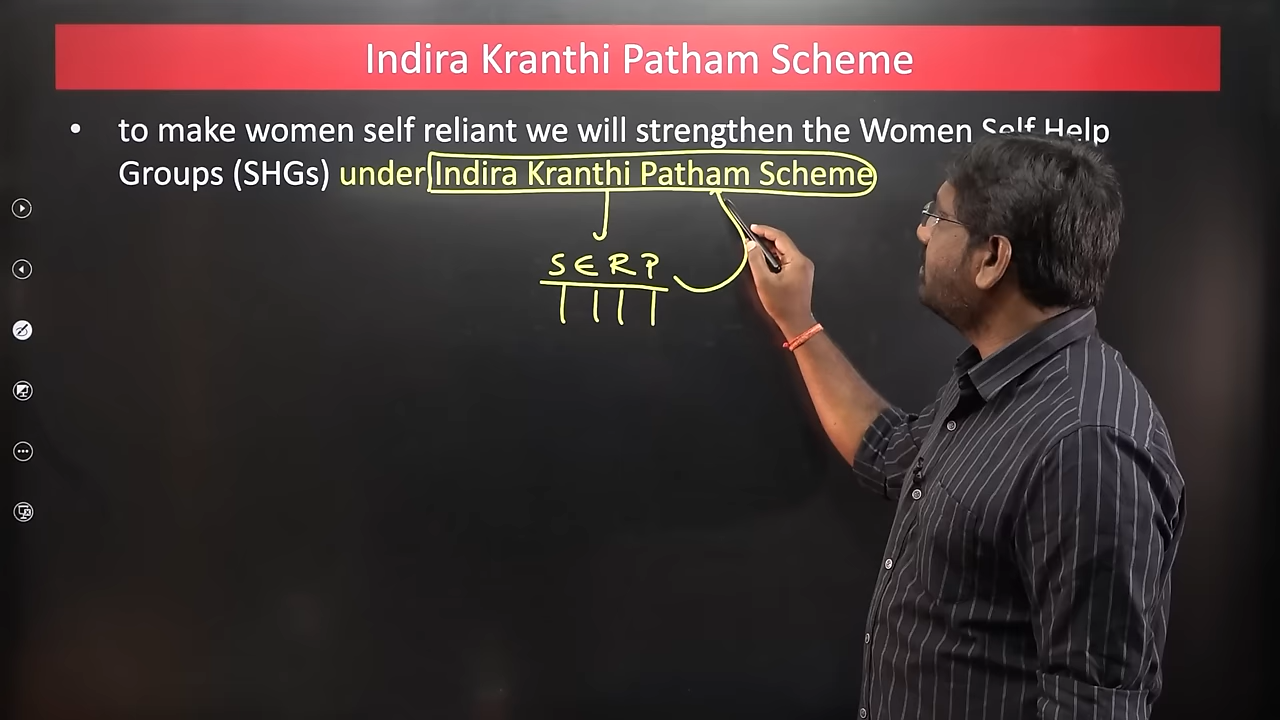 Indira Kranthi Patham Scheme
• to make women self reliant we will strengthen the Women Self Help
Groups (SHGs) under Indira Kranthi Patham Scheme
SERP